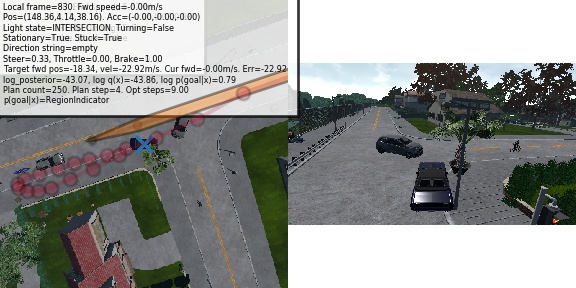 Local frame=830. Fwd speed=-0.00m/s
Pos=(148.36,4.14,38.16). Acc=(-0.00,-0.00,-0.00)
Light state=INTERSECTION, Turning=False
Stationary=True. Stuck=True
Direction string=empty
Steer=0.33, Throttle=0.00, Brake=1.00
Target fwd pos=-18.34, vel=-22.92m/s. Cur fwd=-0.00m/s. Err=-22.92
log_posterior=-43.07, log q(x)=-43.86, log p(goal|x)=0.79
Plan count=250. Plan step=4. Opt steps=9.00
p(goal|x)=RegionIndicator